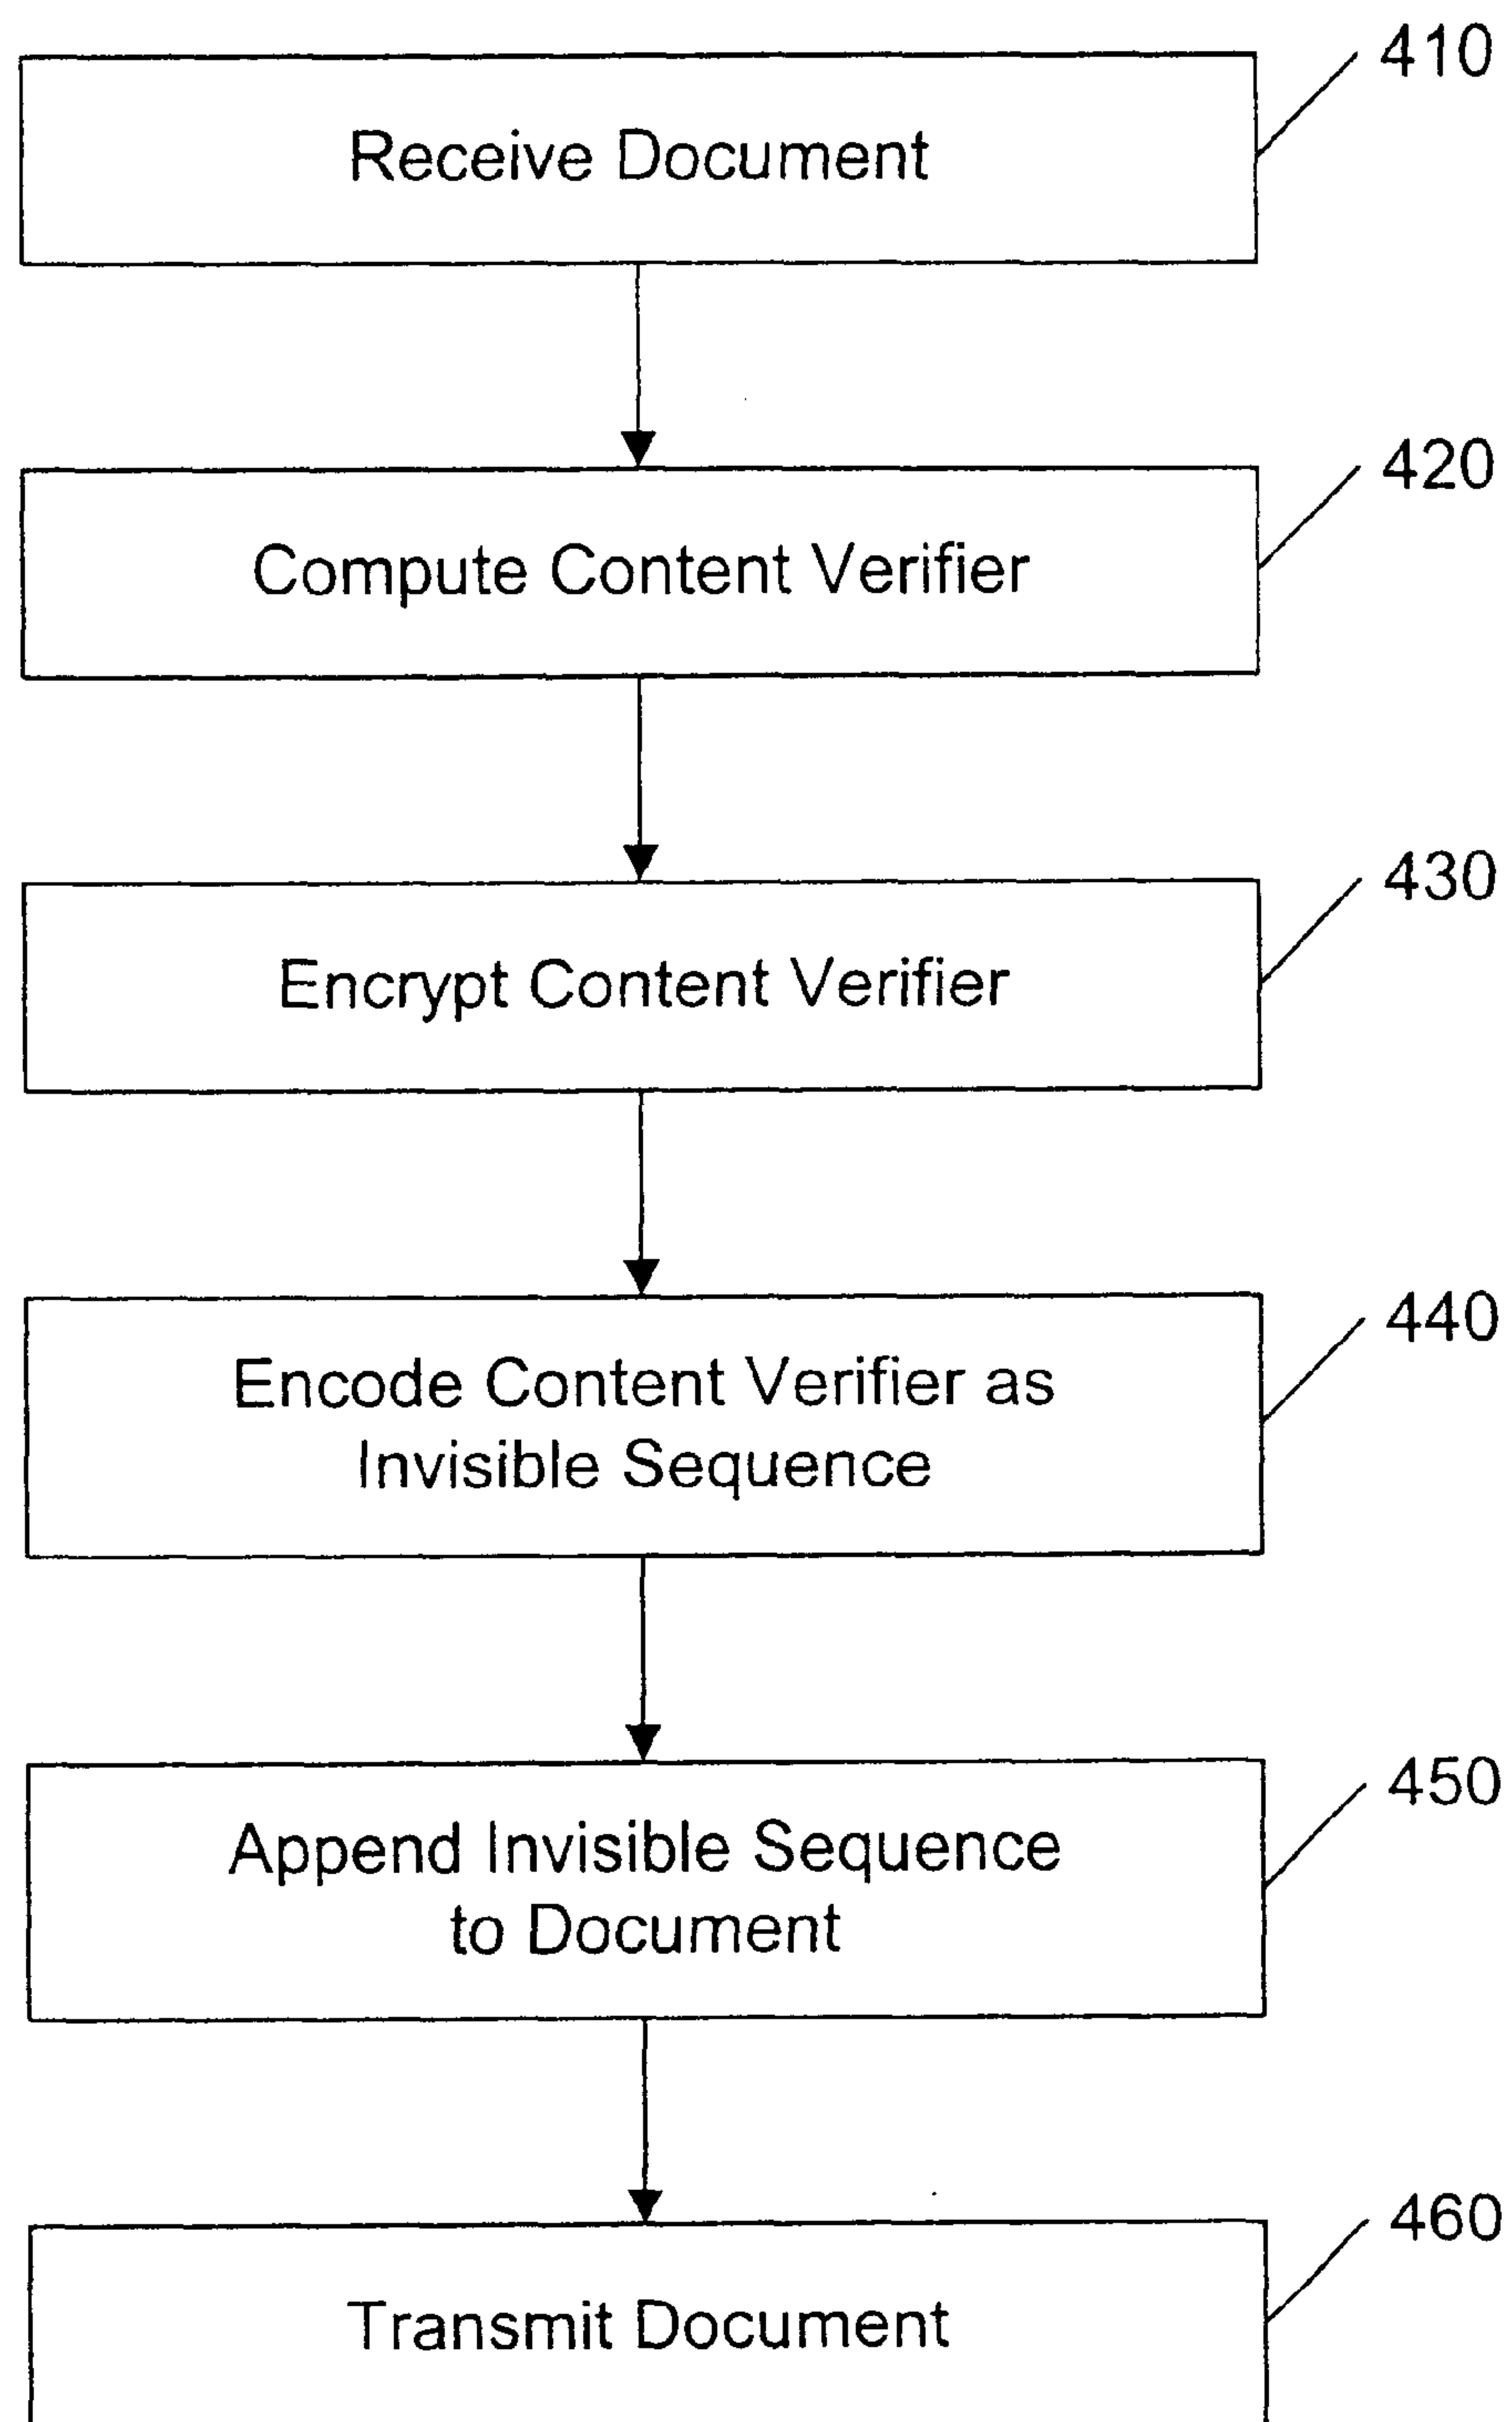 410
Receive Document
420
Compute Content Verifier
430
Encrypt Content Verifier
440
Encode Content Verifier as
Invisible Sequence
450
Append Invisible Sequence
to Document
460
Transmit Document